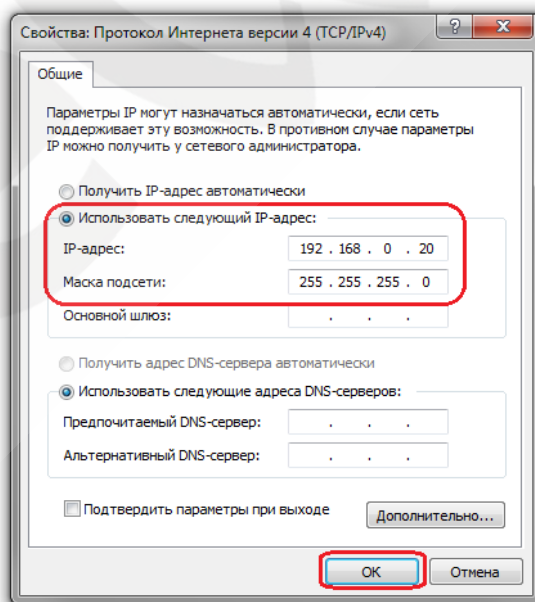 Свойства: Протокол Интернета версии 4 (TCP/IPv4)
Общие
Параметры IP могут назначаться автоматически, если сеть
поддерживает эту возможность. В противном случае параметры
IP можно получить у сетевого администратора.
Получить IP-адрес автоматически
Использовать следующий IP-адрес:
IP-адрес: 192 . 168 . 0 . 20
Маска подсети: 255 . 255 . 255 . 0
Основной шлюз: . . .
Получить адрес DNS-сервера автоматически
Использовать следующие адреса DNS-серверов:
Предпочитаемый DNS-сервер: . . .
Альтернативный DNS-сервер: . . .
Подтвердить параметры при выходе
Дополнительно...
ОК Отмена